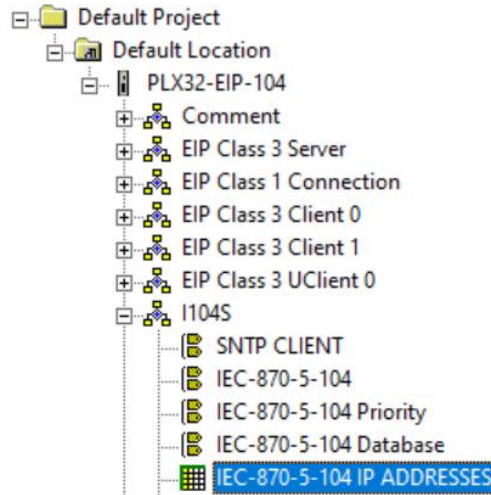 Default Project
Default Location
PLX32-EIP-104
Comment
EIP Class 3 Server
EIP Class 1 Connection
EIP Class 3 Client 0
EIP Class 3 Client 1
EIP Class 3 UClient 0
I104S
SNTP CLIENT
IEC-870-5-104
IEC-870-5-104 Priority
IEC-870-5-104 Database
IEC-870-5-104 IP ADDRESSES